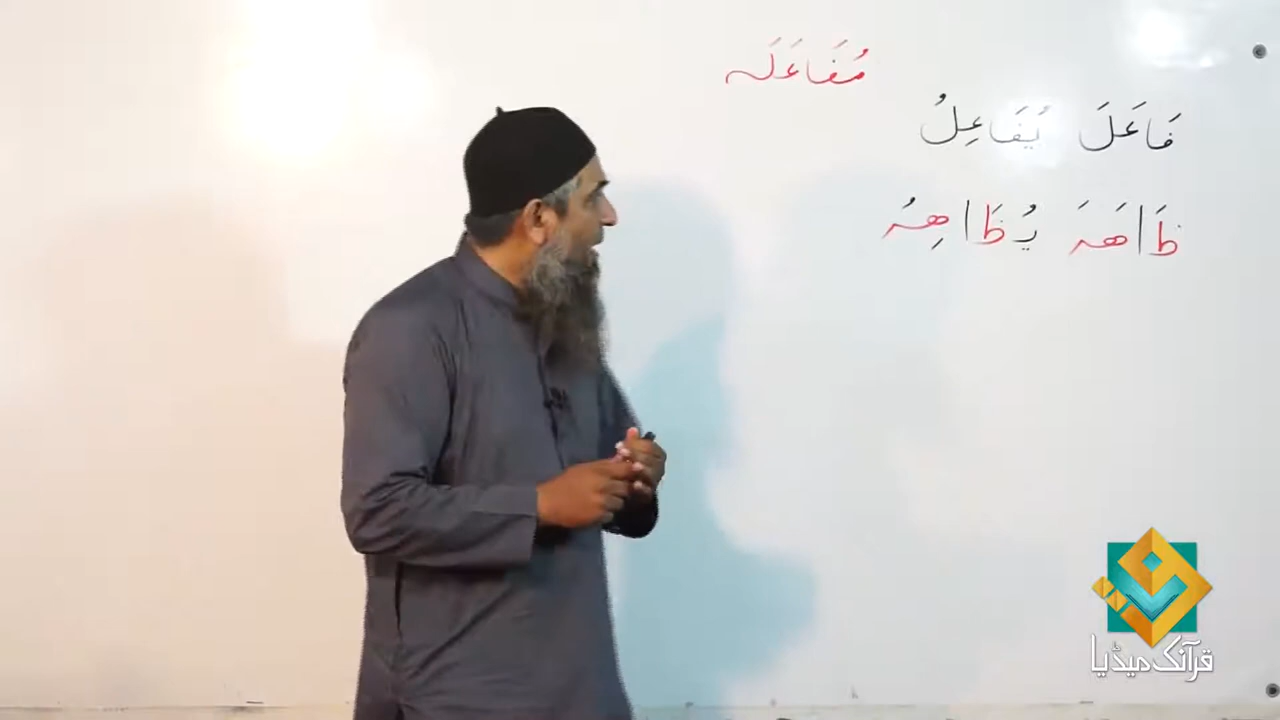 مُفَاعَلَه
فَاعَلَ يُفَاعِلُ
ظَاهَرَ يُظَاهِرُ
قرآنک میڈیا